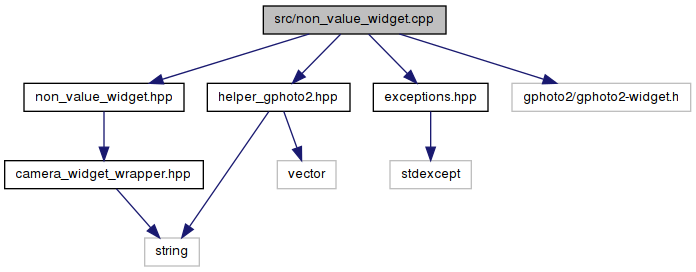 src/non_value_widget.cpp
non_value_widget.hpp
helper_gphoto2.hpp
exceptions.hpp
gphoto2/gphoto2-widget.h
camera_widget_wrapper.hpp
vector
stdexcept
string